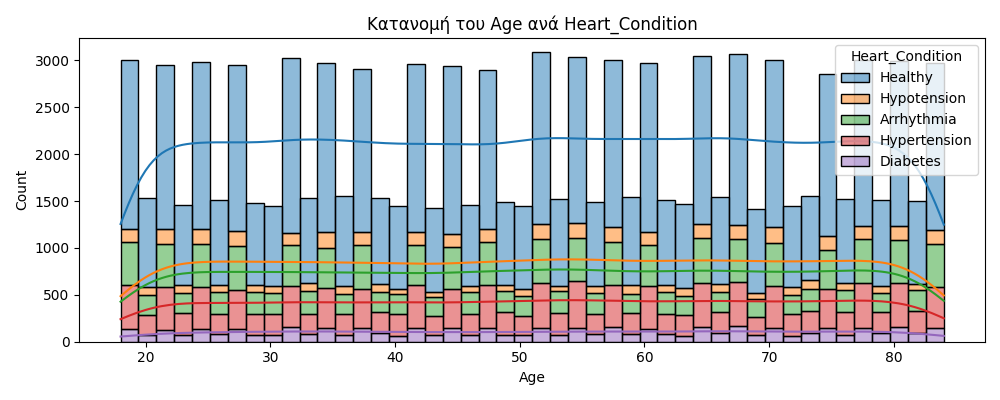 Κατανομή του Age ανά Heart_Condition
Heart_Condition
Healthy
Hypotension
Arrhythmia
Hypertension
Diabetes
Count
3000
2500
2000
1500
1000
500
0
20 30 40 50 60 70 80
Age